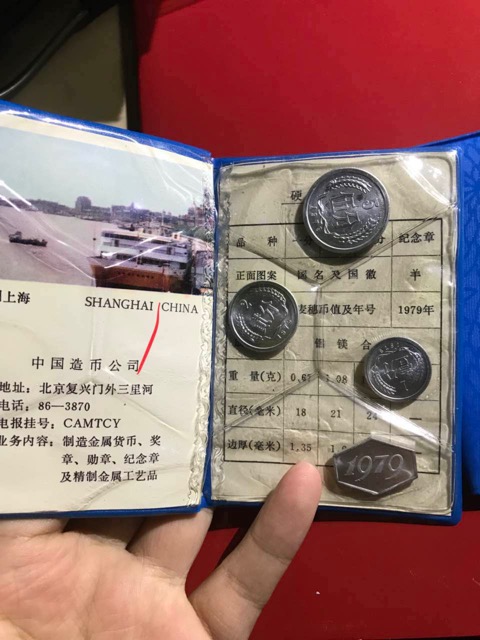 上海
SHANGHAI CHINA
中国造币公司
地址：北京复兴门外三星河
电话：86—3870
电报挂号：CAMTCY
业务内容：制造金属货币、奖
章、勋章、纪念章
及精制金属工艺品
硬
品种 分 纪念章
正面图案 国名及国徽 羊
麦穗币值及年号 1979年
铝镁合
重量(克)
直径(毫米) 18 21 24 —
边厚(毫米) 1.35
1979